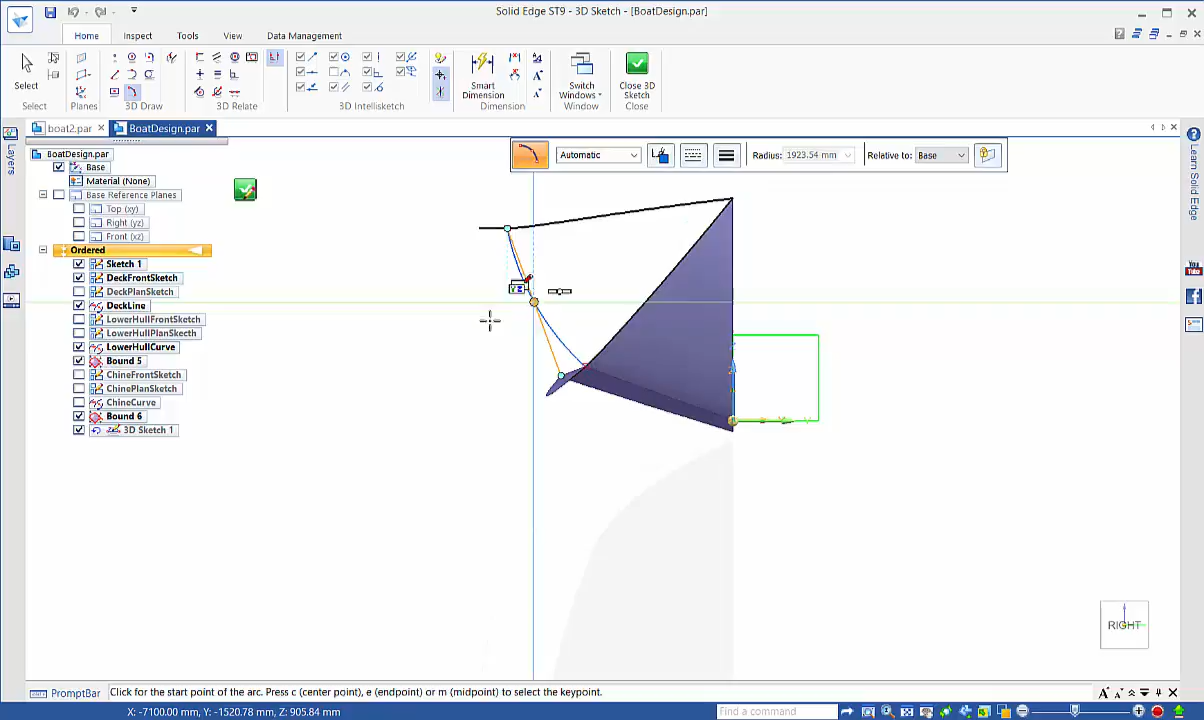 Solid Edge ST9 - 3D Sketch - [BoatDesign.par]
Home Inspect Tools View Data Management
Select
Smart
Dimension
Switch
Windows
Close 3D
Sketch
Select Planes 3D Draw 3D Relate 3D Intellisketch Dimension Window Close
boat2.par BoatDesign.par
Layers
Learn Solid Edge
You
Tube
Automatic Radius: 1923.54 mm Relative to: Base
BoatDesign.par
Base
Material (None)
Base Reference Planes
Top (xy)
Right (yz)
Front (xz)
Ordered
Sketch 1
DeckFrontSketch
DeckPlanSketch
DeckLine
LowerHullFrontSketch
LowerHullPlanSkecth
LowerHullCurve
Bound 5
ChineFrontSketch
ChinePlanSketch
ChineCurve
Bound 6
3D Sketch 1
RIGHT
PromptBar Click for the start point of the arc. Press c (center point), e (endpoint) or m (midpoint) to select the keypoint.
X: -7100.00 mm, Y: -1520.78 mm, Z: 905.84 mm
Find a command